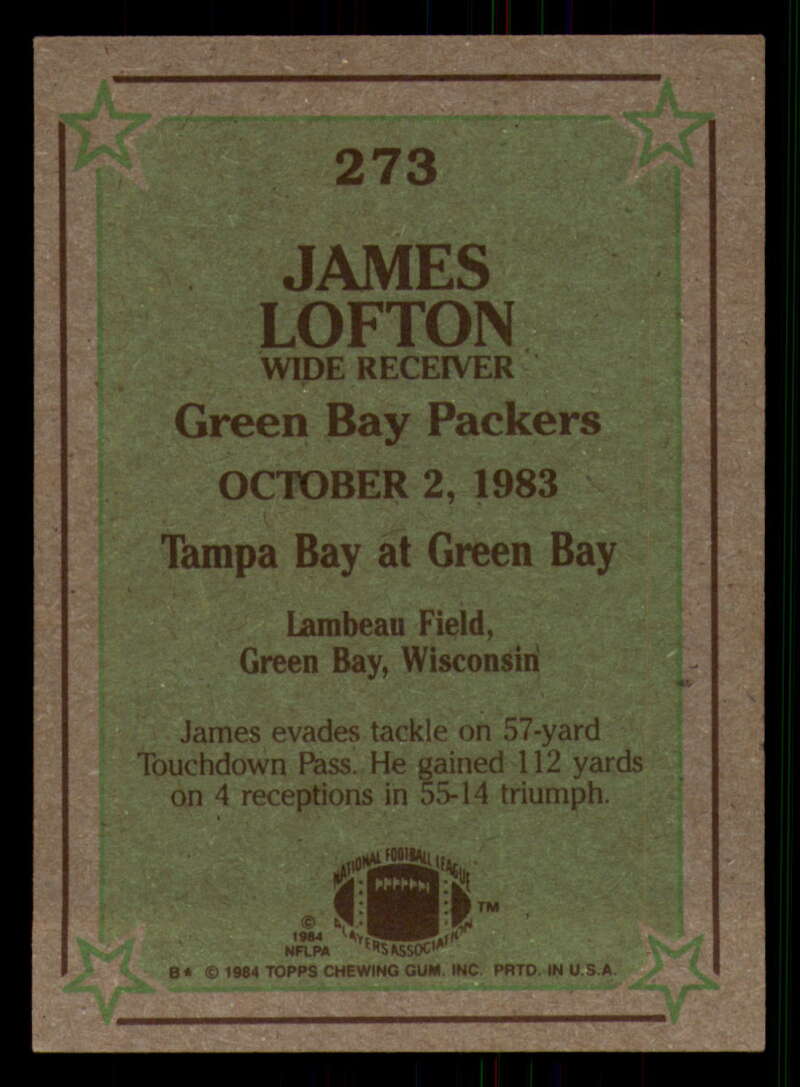 273
JAMES
LOFTON
WIDE RECEIVER
Green Bay Packers
OCTOBER 2, 1983
Tampa Bay at Green Bay
Lambeau Field,
Green Bay, Wisconsin
James evades tackle on 57-yard
Touchdown Pass. He gained 112 yards
on 4 receptions in 55-14 triumph.
NATIONAL FOOTBALL LEAGUE
PLAYERS ASSOCIATION
TM
©
1984
NFLPA
B* © 1984 TOPPS CHEWING GUM, INC. PRTD. IN U.S.A.